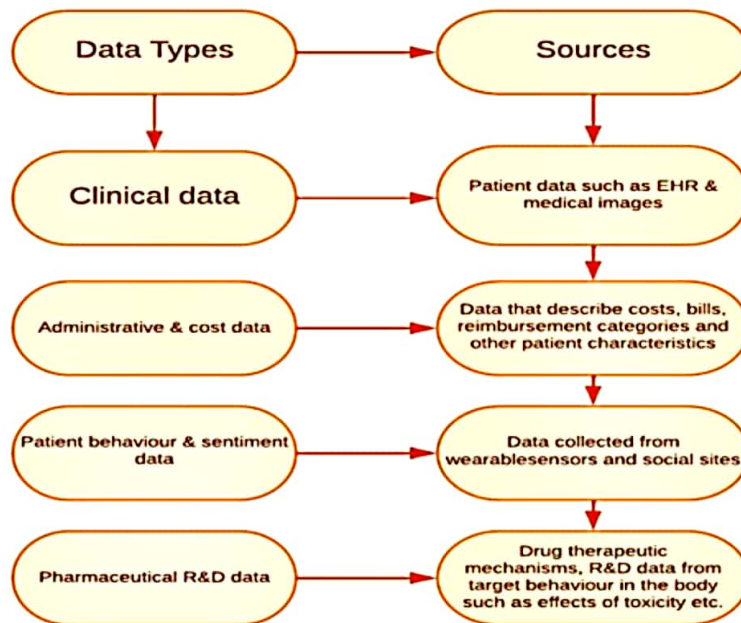 Data Types
Sources
Clinical data
Patient data such as EHR &
medical images
Administrative & cost data
Data that describe costs, bills,
reimbursement categories and
other patient characteristics
Patient behaviour & sentiment
data
Data collected from
wearablesensors and social sites
Pharmaceutical R&D data
Drug therapeutic
mechanisms, R&D data from
target behaviour in the body
such as effects of toxicity etc.